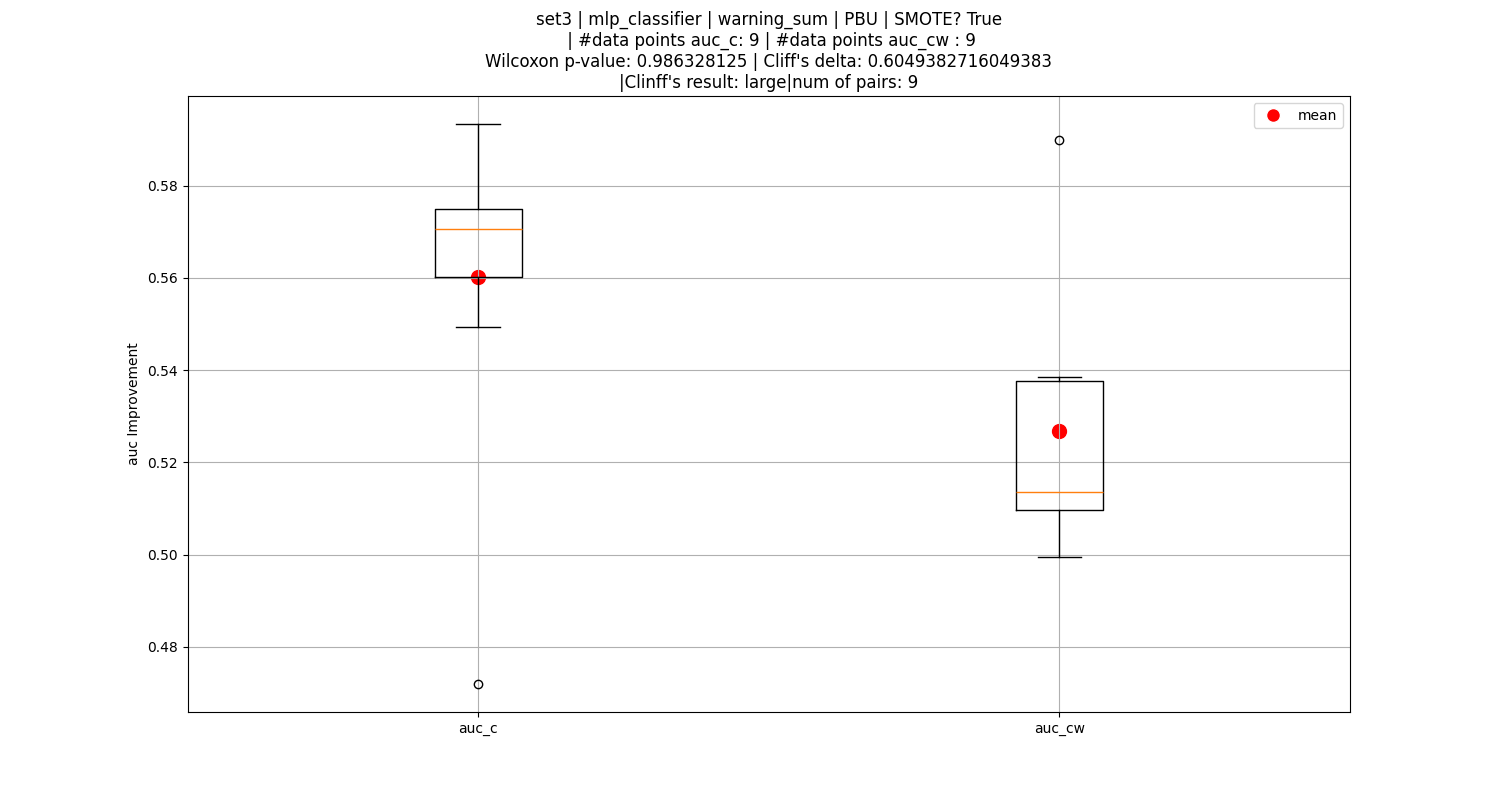 set3 | mlp_classifier | warning_sum | PBU | SMOTE? True
| #data points auc_c: 9 | #data points auc_cw : 9
Wilcoxon p-value: 0.986328125 | Cliff's delta: 0.6049382716049383
|Clinff's result: large|num of pairs: 9
mean
0.58
0.56
0.54
0.52
0.50
0.48
auc Improvement
auc_c
auc_cw